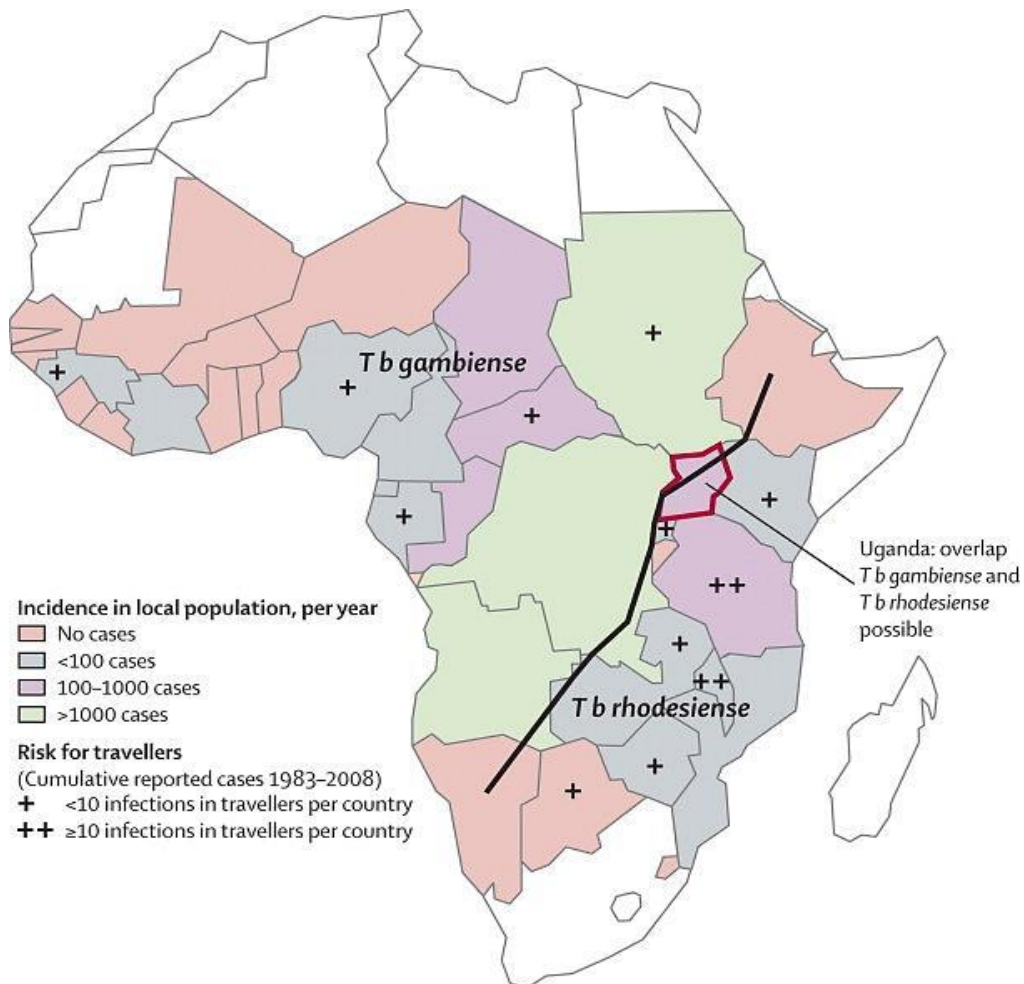 T b gambiense
+
+
+
+
+
+
+
++
+
++
T b rhodesiense
+
+
Uganda: overlap
T b gambiense and
T b rhodesiense
possible
Incidence in local population, per year
No cases
<100 cases
100–1000 cases
>1000 cases
Risk for travellers
(Cumulative reported cases 1983–2008)
+ <10 infections in travellers per country
++ ≥10 infections in travellers per country